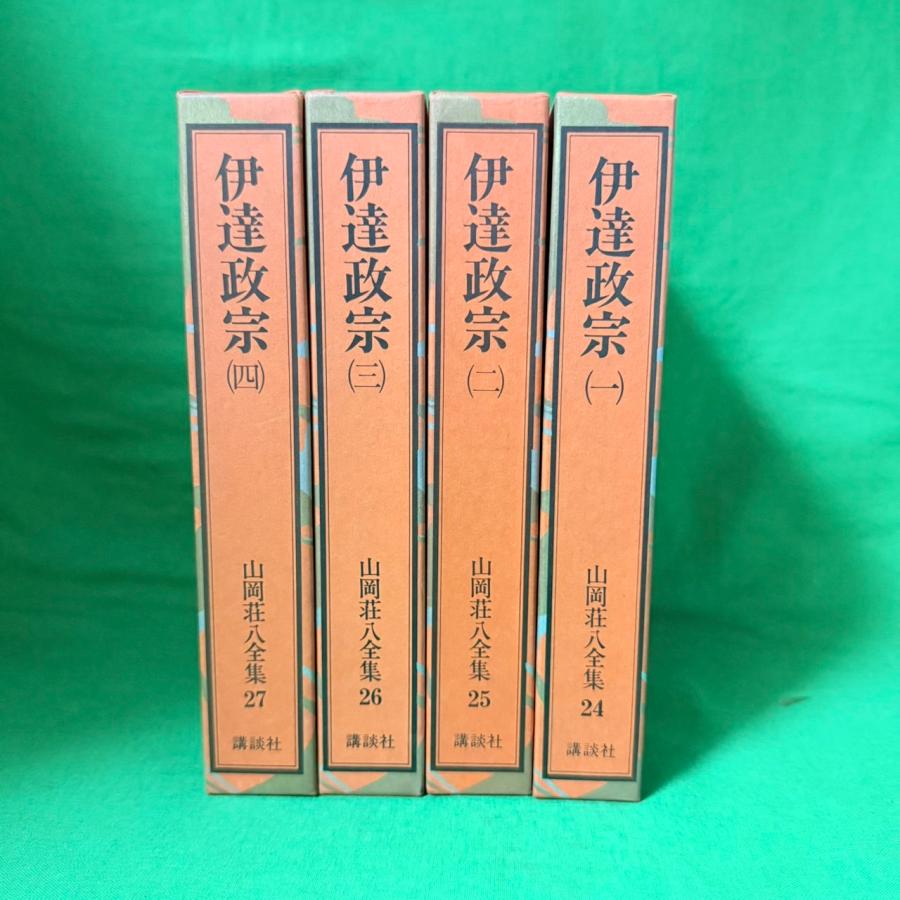 伊達政宗(一)
山岡荘八全集
24
講談社
伊達政宗(二)
山岡荘八全集
25
講談社
伊達政宗(三)
山岡荘八全集
26
講談社
伊達政宗(四)
山岡荘八全集
27
講談社